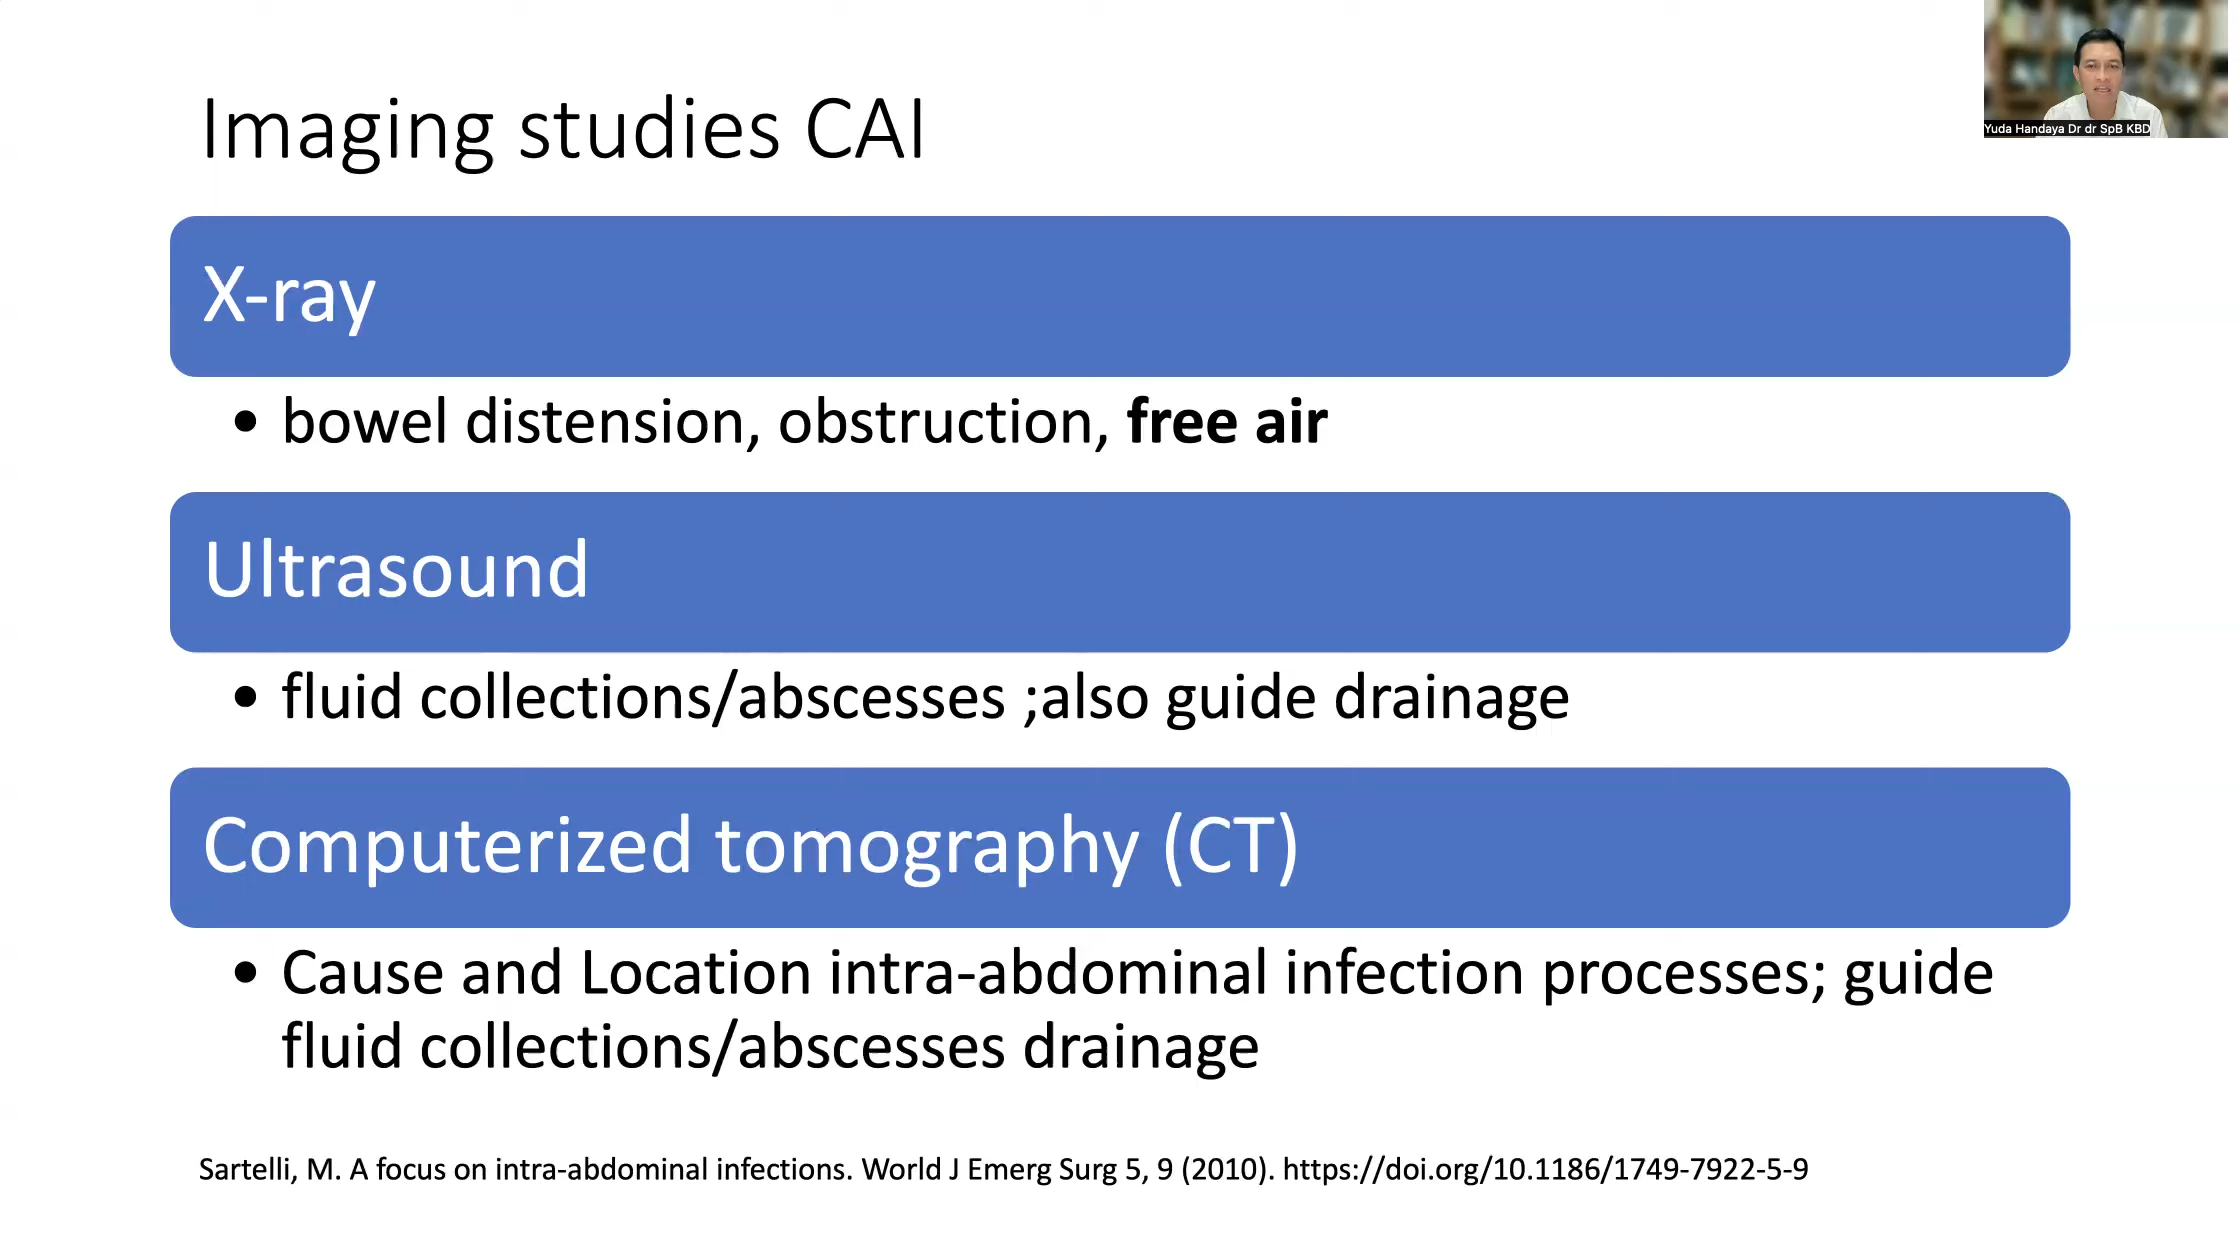 Yuda Handaya Dr dr SpB KBD
Imaging studies CAI
X-ray
• bowel distension, obstruction, free air
Ultrasound
• fluid collections/abscesses ;also guide drainage
Computerized tomography (CT)
• Cause and Location intra-abdominal infection processes; guide
fluid collections/abscesses drainage
Sartelli, M. A focus on intra-abdominal infections. World J Emerg Surg 5, 9 (2010). https://doi.org/10.1186/1749-7922-5-9